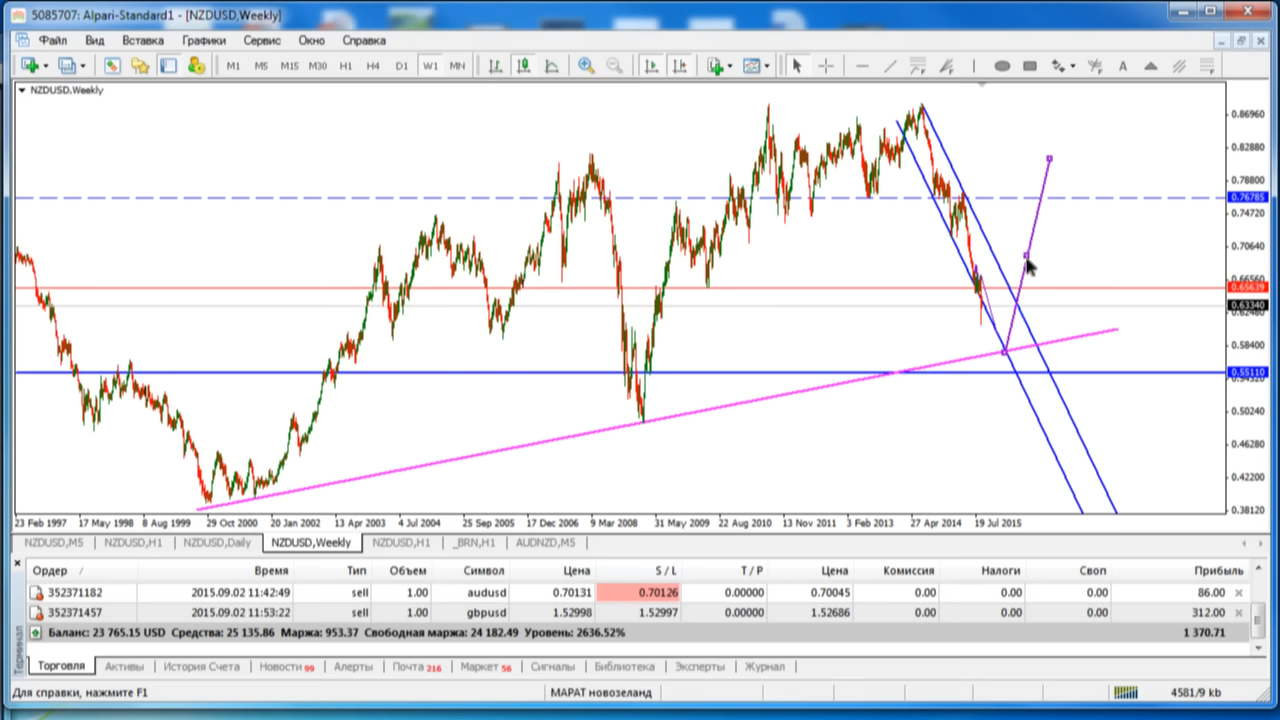 5085707: Alpari-Standard1 - [NZDUSD,Weekly]
Файл Вид Вставка Графики Сервис Окно Справка
M1 M5 M15 M30 H1 H4 D1 W1 MN
NZDUSD,Weekly
0.86960
0.82880
0.78800
0.76785
0.74720
0.70640
0.66560
0.65639
0.63340
0.62480
0.58400
0.55110
0.54320
0.50240
0.46280
0.42200
0.38120
23 Feb 1997 17 May 1998 8 Aug 1999 29 Oct 2000 20 Jan 2002 13 Apr 2003 4 Jul 2004 25 Sep 2005 17 Dec 2006 9 Mar 2008 31 May 2009 22 Aug 2010 13 Nov 2011 3 Feb 2013 27 Apr 2014 19 Jul 2015
NZDUSD,M5 NZDUSD,H1 NZDUSD,Daily NZDUSD,Weekly NZDUSD,H1 _BRN,H1 AUDNZD,M5
Ордер / Время Тип Объем Символ Цена S / L T / P Цена Комиссия Налоги Своп Прибыль
352371182 2015.09.02 11:42:49 sell 1.00 audusd 0.70131 0.70126 0.00000 0.70045 0.00 0.00 0.00 86.00
352371457 2015.09.02 11:53:22 sell 1.00 gbpusd 1.52998 1.52997 0.00000 1.52686 0.00 0.00 0.00 312.00
Баланс: 23 765.15 USD Средства: 25 135.86 Маржа: 953.37 Свободная маржа: 24 182.49 Уровень: 2636.52% 1 370.71
Терминал
Торговля Активы История Счета Новости 99 Алерты Почта 216 Маркет 56 Сигналы Библиотека Эксперты Журнал
Для справки, нажмите F1 МАРАТ новозеланд 4581/9 kb